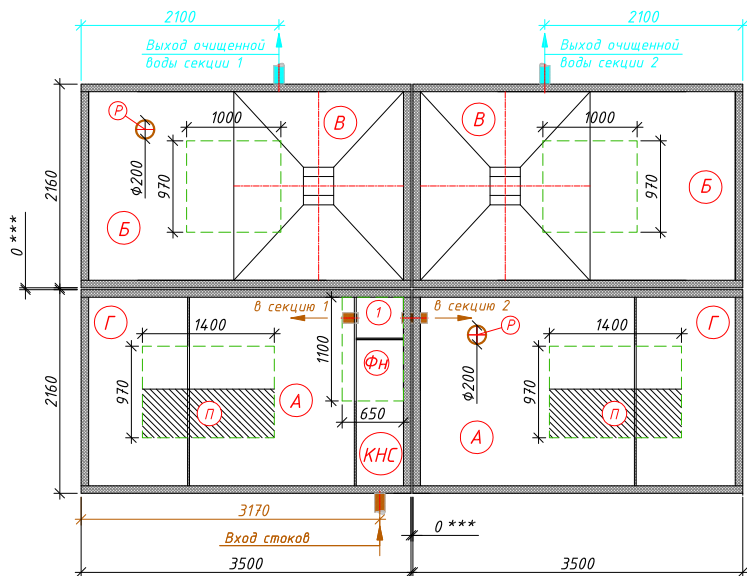 2100
2100
Выход очищенной
воды секции 1
Выход очищенной
воды секции 2
Р
1000
В
В
1000
970
ф200
970
2160
Б
Б
0 ***
в секцию 1
1
в секцию 2
Г
1400
1100
Р
1400
Г
970
Фн
ф200
970
2160
П
А
650
П
КНС
А
3170
Вход стоков
0 ***
3500
3500